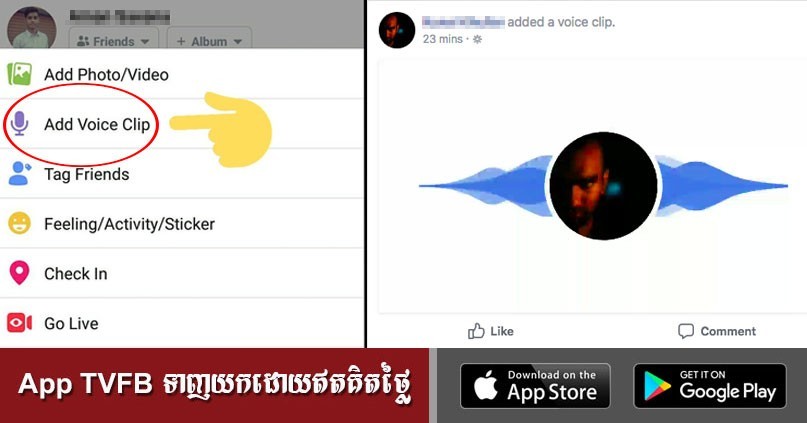 Friends
+ Album
Add Photo/Video
Add Voice Clip
Tag Friends
Feeling/Activity/Sticker
Check In
Go Live
added a voice clip.
23 mins ·
Like
Comment
App TVFB ទាញយកដោយឥតគិតថ្លៃ
Download on the
App Store
GET IT ON
Google Play